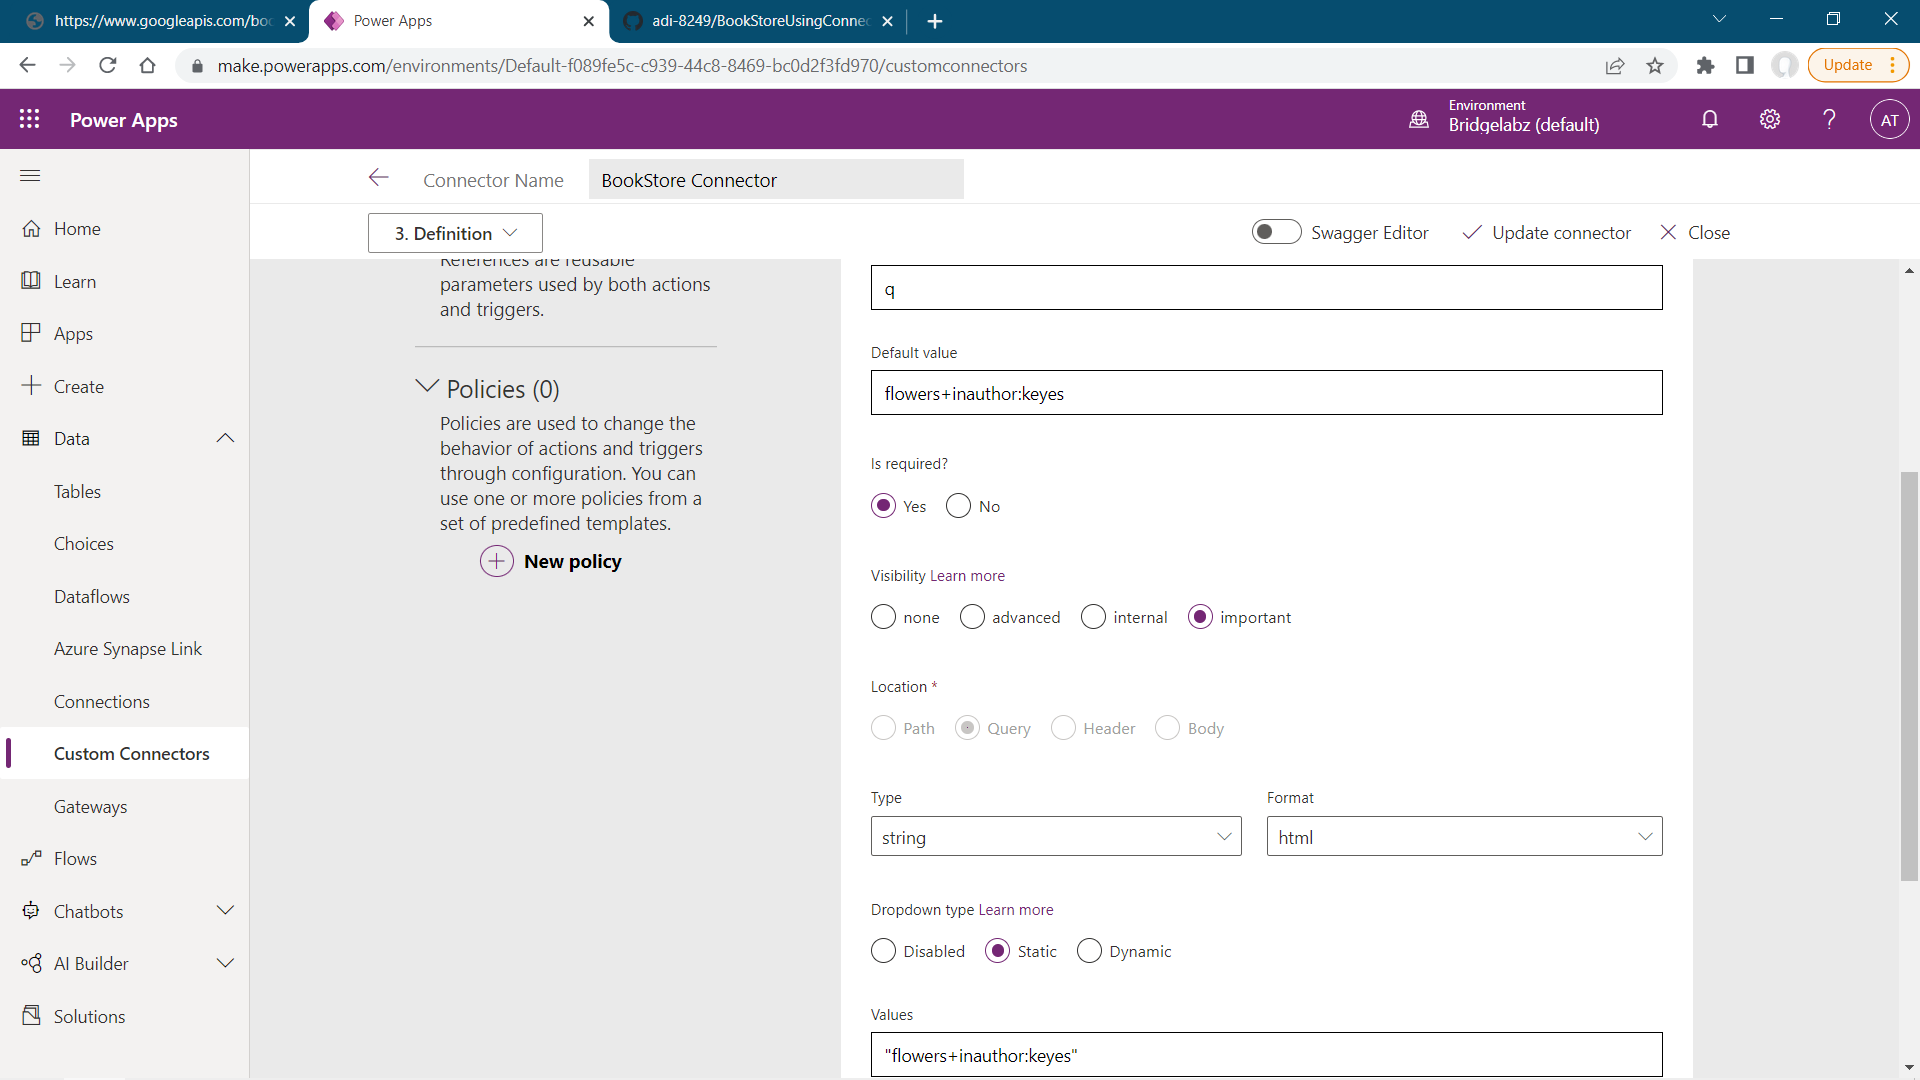 https://www.googleapis.com/boo
Power Apps
adi-8249/BookStoreUsingConnec
make.powerapps.com/environments/Default-f089fe5c-c939-44c8-8469-bc0d2f3fd970/customconnectors
Update
Power Apps
Environment
Bridgelabz (default)
AT
Connector Name
BookStore Connector
3. Definition
Swagger Editor
Update connector
Close
Home
Learn
Apps
Create
Data
Tables
Choices
Dataflows
Azure Synapse Link
Connections
Custom Connectors
Gateways
Flows
Chatbots
AI Builder
Solutions
References are reusable
parameters used by both actions
and triggers.
Policies (0)
Policies are used to change the
behavior of actions and triggers
through configuration. You can
use one or more policies from a
set of predefined templates.
New policy
q
Default value
flowers+inauthor:keyes
Is required?
Yes No
Visibility Learn more
none advanced internal important
Location *
Path Query Header Body
Type Format
string html
Dropdown type Learn more
Disabled Static Dynamic
Values
"flowers+inauthor:keyes"